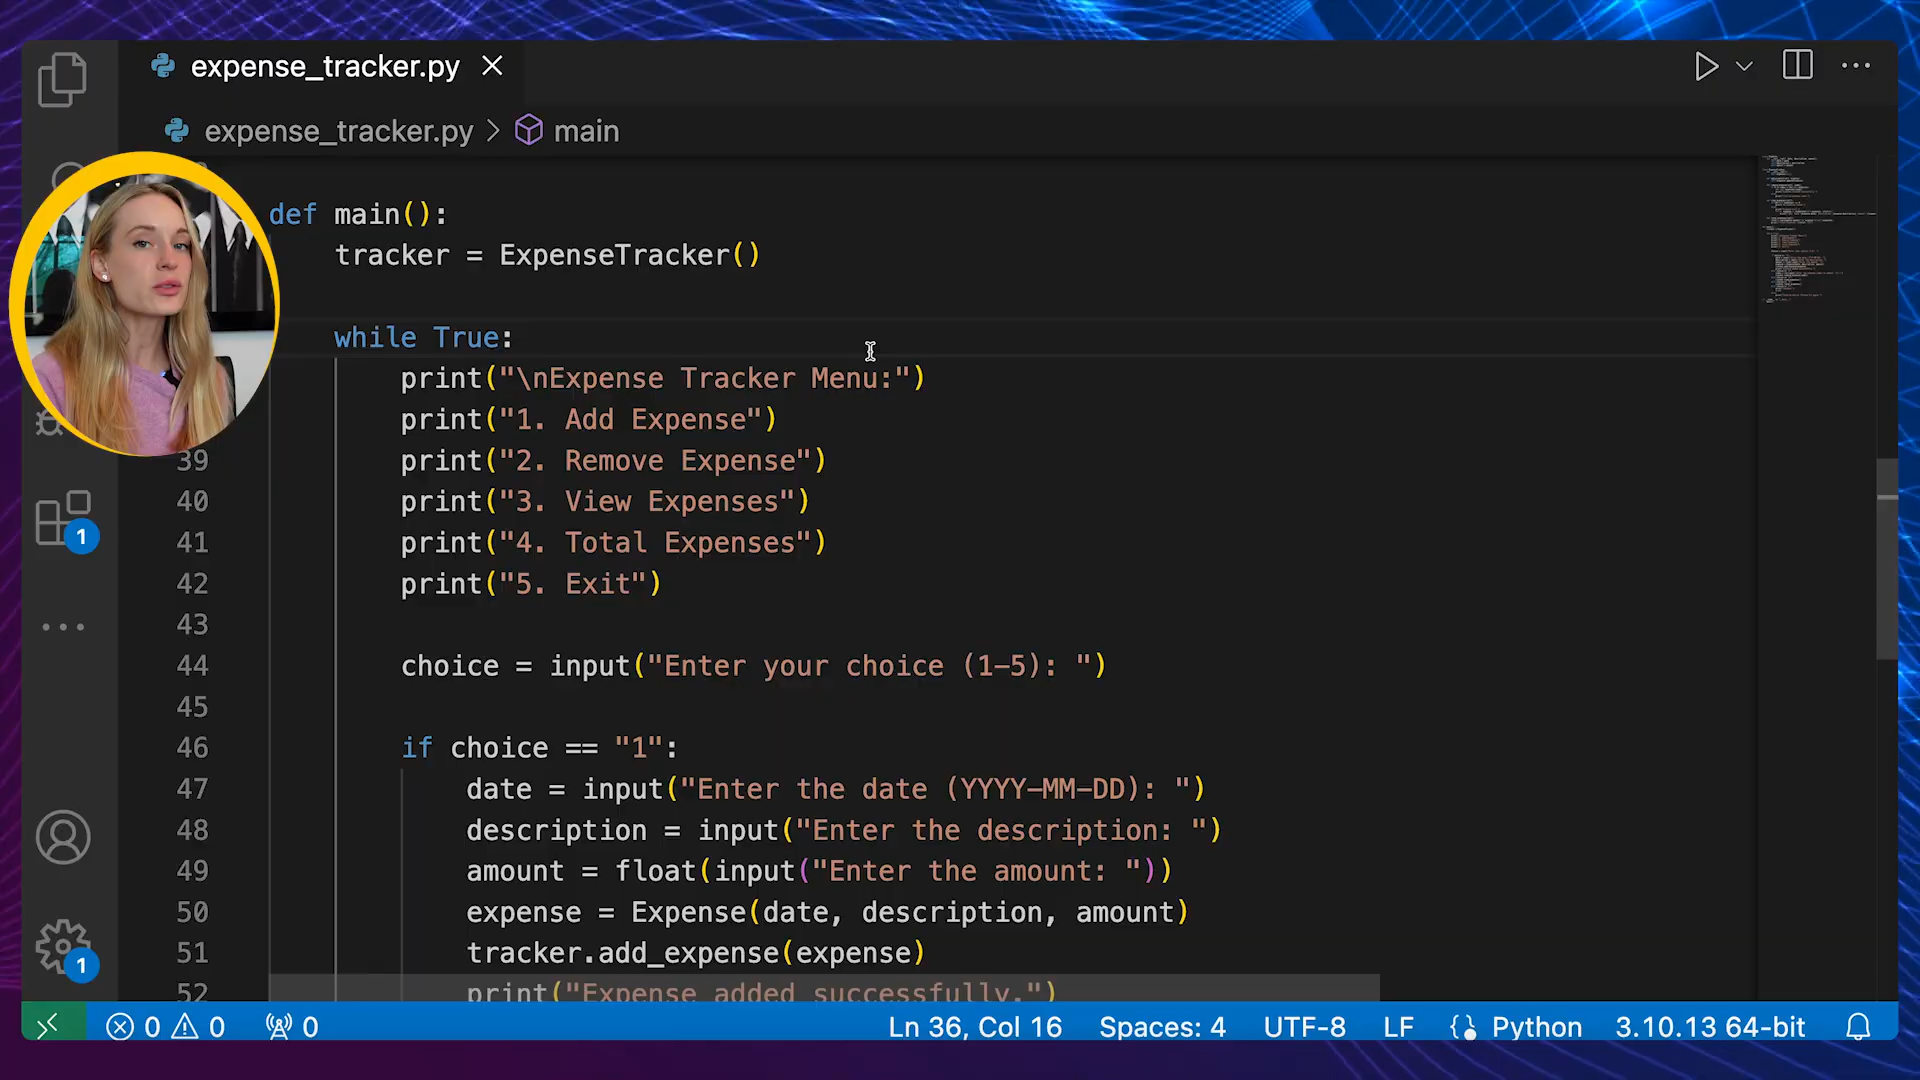 expense_tracker.py
expense_tracker.py > main
def main():
tracker = ExpenseTracker()
while True:
print("\nExpense Tracker Menu:")
print("1. Add Expense")
39 print("2. Remove Expense")
40 print("3. View Expenses")
41 print("4. Total Expenses")
42 print("5. Exit")
43
44 choice = input("Enter your choice (1-5): ")
45
46 if choice == "1":
47 date = input("Enter the date (YYYY-MM-DD): ")
48 description = input("Enter the description: ")
49 amount = float(input("Enter the amount: "))
50 expense = Expense(date, description, amount)
51 tracker.add_expense(expense)
52 print("Expense added successfully.")
1
1
0 0 0 Ln 36, Col 16 Spaces: 4 UTF-8 LF Python 3.10.13 64-bit